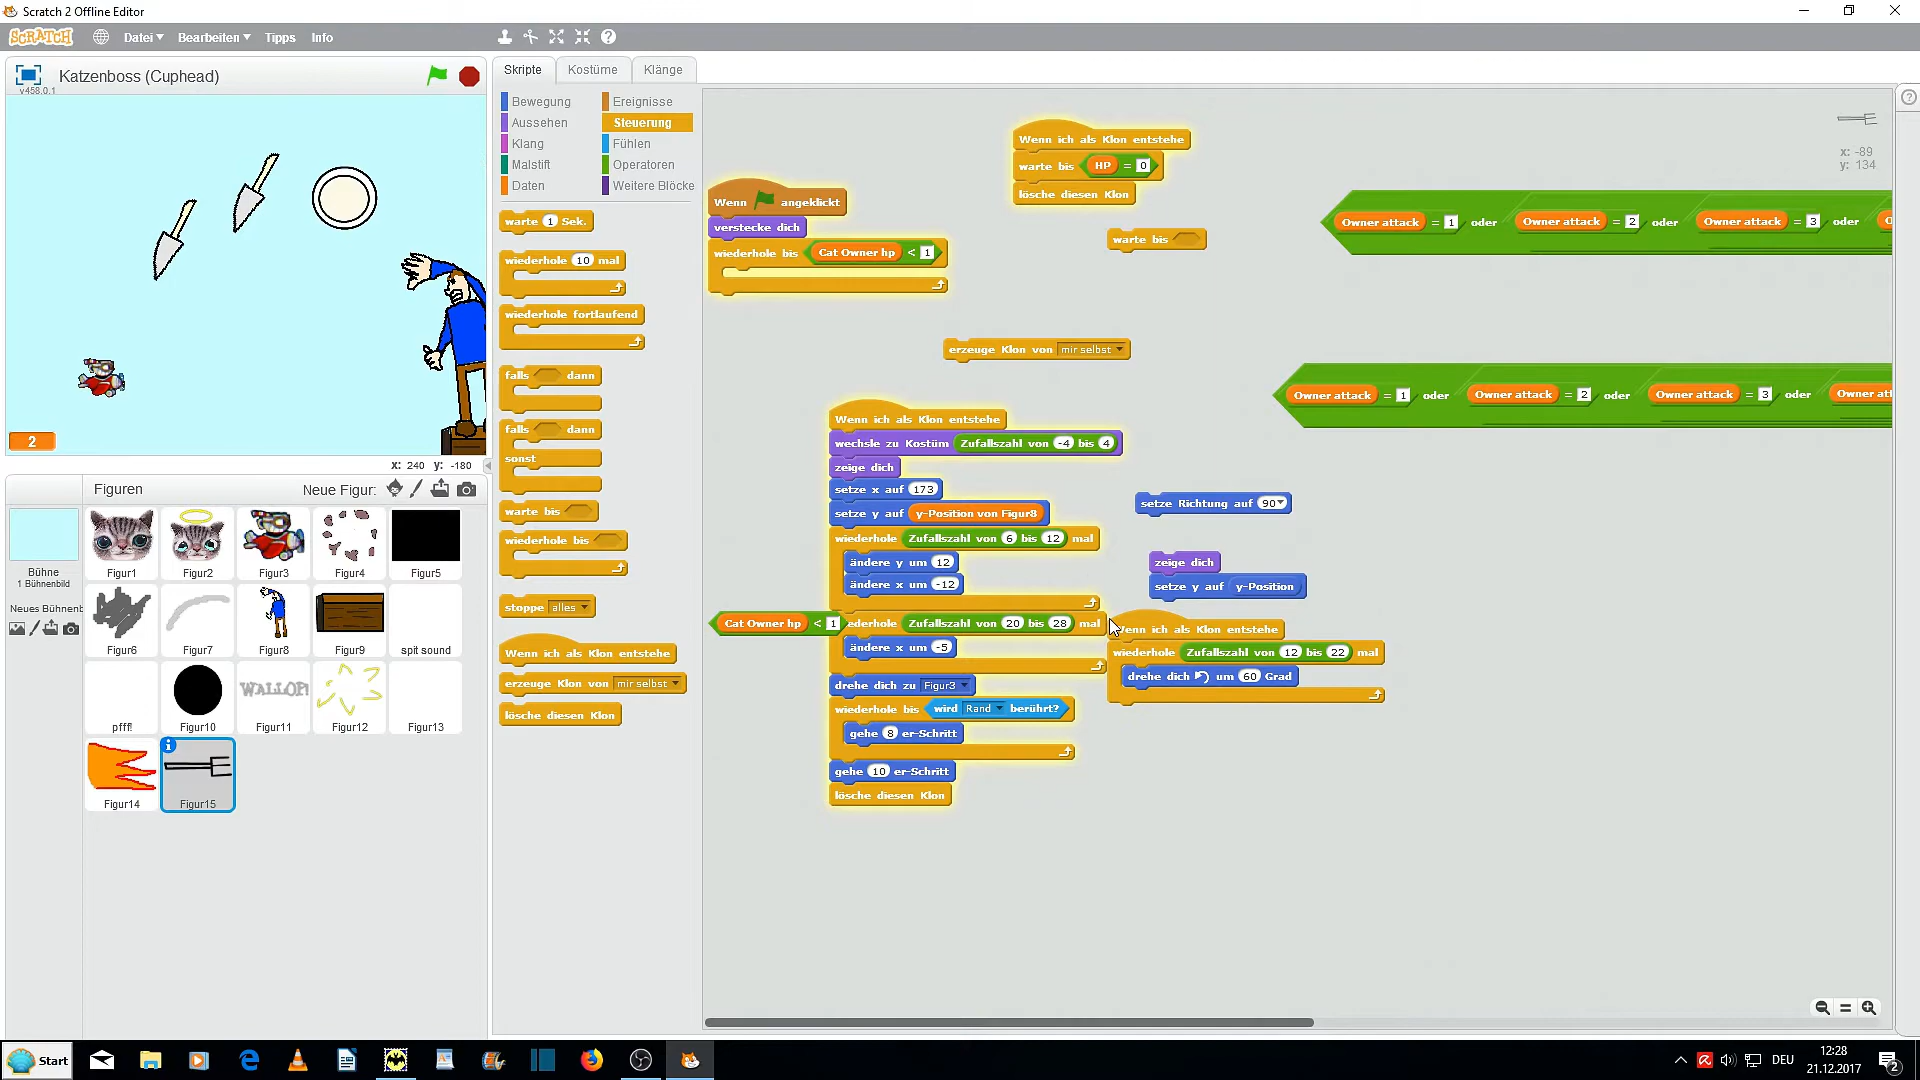 Scratch 2 Offline Editor
SCRATCH
Datei
Bearbeiten
Tipps
Info
Katzenboss (Cuphead)
v458.0.1
2
x: 240 y: -180
Figuren
Neue Figur:
Bühne
1 Bühnenbild
Neues Bühnenb
Figur1
Figur2
Figur3
Figur4
Figur5
Figur6
Figur7
Figur8
Figur9
spit sound
pfff!
Figur10
WALLOP!
Figur11
Figur12
Figur13
Figur14
Figur15
Skripte
Kostüme
Klänge
Bewegung
Ereignisse
Aussehen
Steuerung
Klang
Fühlen
Malstift
Operatoren
Daten
Weitere Blöcke
warte 1 Sek.
wiederhole 10 mal
wiederhole fortlaufend
falls dann
falls dann
sonst
warte bis
wiederhole bis
stoppe alles
Wenn ich als Klon entstehe
erzeuge Klon von mir selbst
lösche diesen Klon
Wenn angeklickt
verstecke dich
wiederhole bis Cat Owner hp < 1
Wenn ich als Klon entstehe
warte bis HP = 0
lösche diesen Klon
warte bis
erzeuge Klon von mir selbst
Owner attack = 1 oder Owner attack = 2 oder Owner attack = 3 oder
Owner attack = 1 oder Owner attack = 2 oder Owner attack = 3 oder Owner att
Wenn ich als Klon entstehe
wechsle zu Kostüm Zufallszahl von -4 bis 4
zeige dich
setze x auf 173
setze y auf y-Position von Figur8
wiederhole Zufallszahl von 6 bis 12 mal
ändere y um 12
ändere x um -12
Cat Owner hp < 1
ederhole Zufallszahl von 20 bis 28 mal
ändere x um -5
drehe dich zu Figur3
wiederhole bis wird Rand berührt?
gehe 8 er-Schritt
gehe 10 er-Schritt
lösche diesen Klon
setze Richtung auf 90
zeige dich
setze y auf y-Position
enn ich als Klon entstehe
wiederhole Zufallszahl von 12 bis 22 mal
drehe dich um 60 Grad
x: -89
y: 134
Start
DEU
12:28
21.12.2017
2